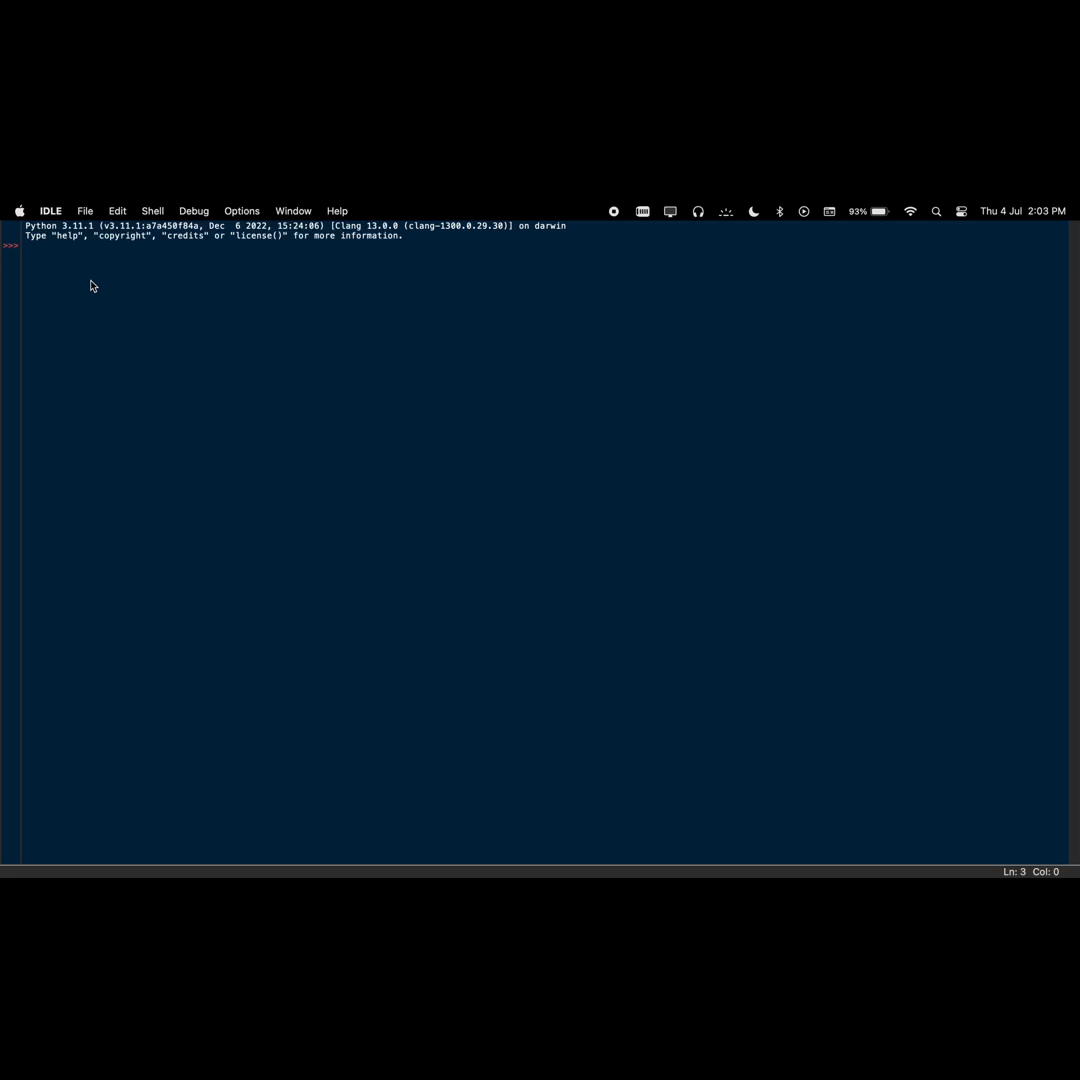 IDLE File Edit Shell Debug Options Window Help 93% Thu 4 Jul 2:03 PM
Python 3.11.1 (v3.11.1:a7a450f84a, Dec  6 2022, 15:24:06) [Clang 13.0.0 (clang-1300.0.29.30)] on darwin
Type "help", "copyright", "credits" or "license()" for more information.
>>>
Ln: 3 Col: 0